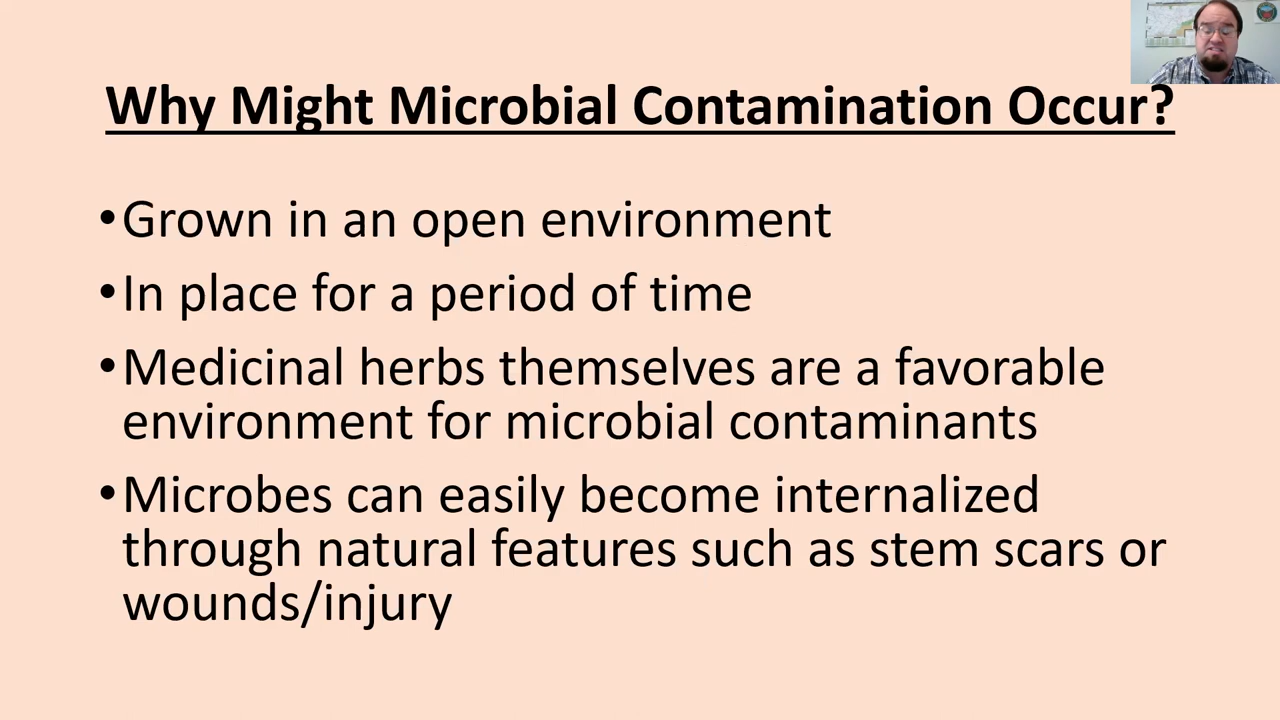 Why Might Microbial Contamination Occur?
•Grown in an open environment
•In place for a period of time
•Medicinal herbs themselves are a favorable
environment for microbial contaminants
•Microbes can easily become internalized
through natural features such as stem scars or
wounds/injury